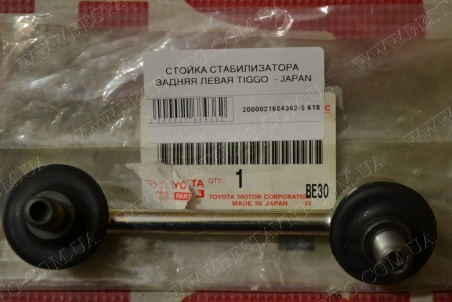 СТОЙКА СТАБИЛИЗАТОРА
ЗАДНЯЯ ЛЕВАЯ TIGGO - JAPAN
2000021664362-5 618
TOYOTA
QTY:
1
PARTS
TOYOTA MOTOR CORPORATION
MADE IN JAPAN
BE30